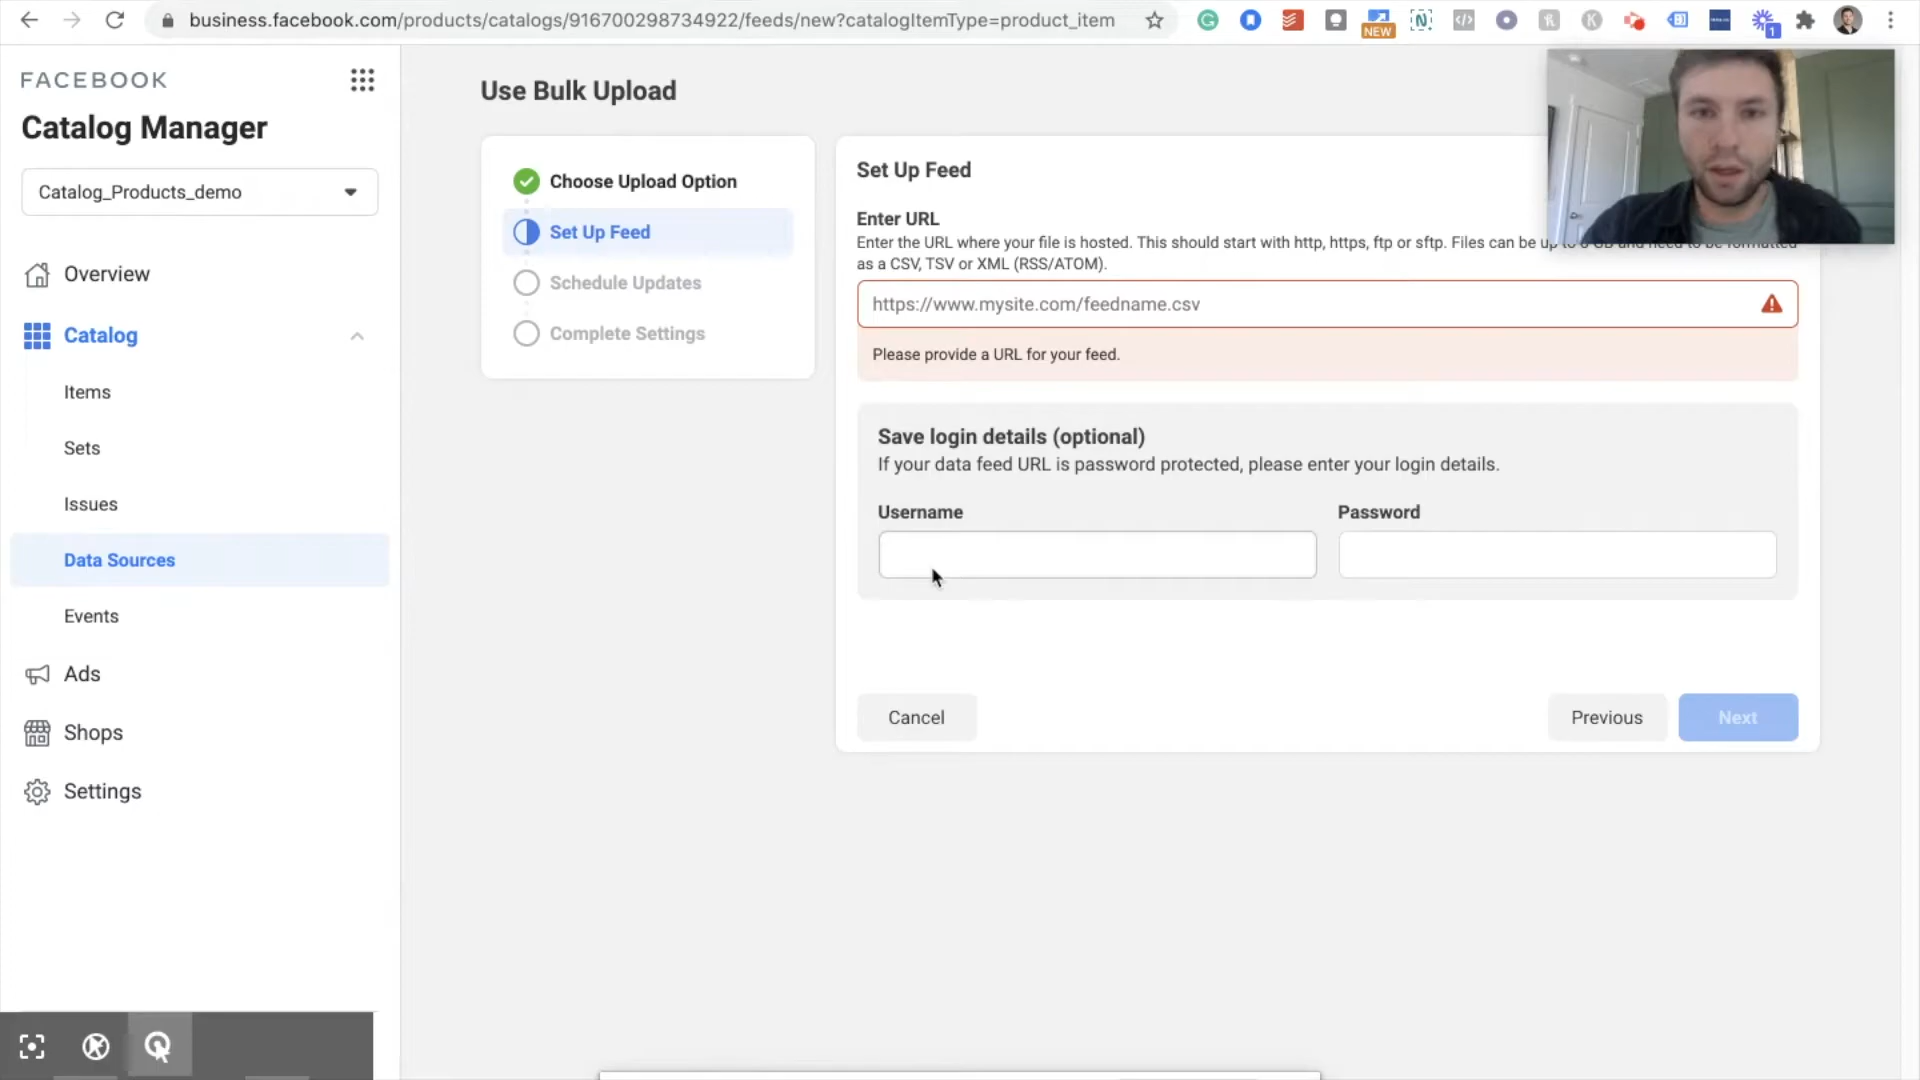 business.facebook.com/products/catalogs/916700298734922/feeds/new?catalogItemType=product_item
NEW
1
FACEBOOK
Catalog Manager
Catalog_Products_demo
Overview
Catalog
Items
Sets
Issues
Data Sources
Events
Ads
Shops
Settings
Use Bulk Upload
Choose Upload Option
Set Up Feed
Schedule Updates
Complete Settings
Set Up Feed
Enter URL
Enter the URL where your file is hosted. This should start with http, https, ftp or sftp. Files can be up to 8 GB and need to be formatted
as a CSV, TSV or XML (RSS/ATOM).
https://www.mysite.com/feedname.csv
Please provide a URL for your feed.
Save login details (optional)
If your data feed URL is password protected, please enter your login details.
Username
Password
Cancel
Previous
Next